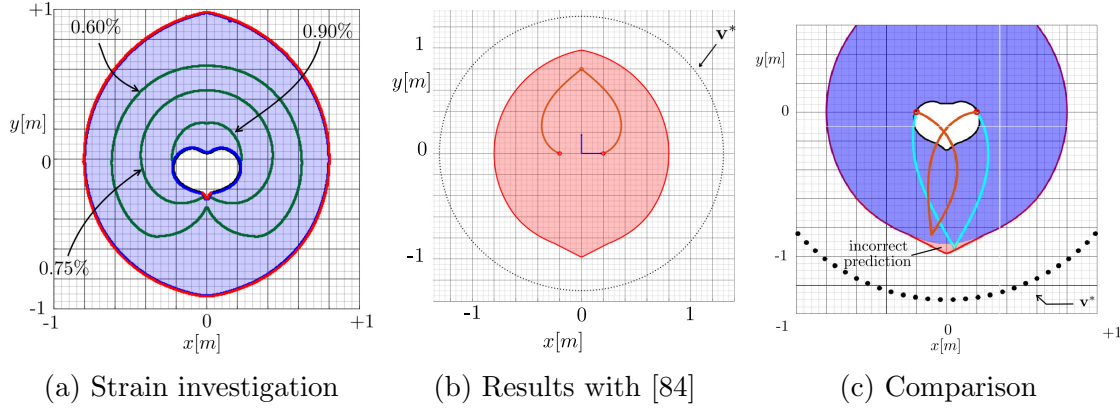 +1
0.60%
0.90%
y[m]
0
0.75%
-1
-1
0
+1
x[m]
(a) Strain investigation
1
v*
y[m]
0
-1
-1
0
1
x[m]
(b) Results with [84]
y[m]
0
incorrect
prediction
-1
v*
-1
0
+1
x[m]
(c) Comparison